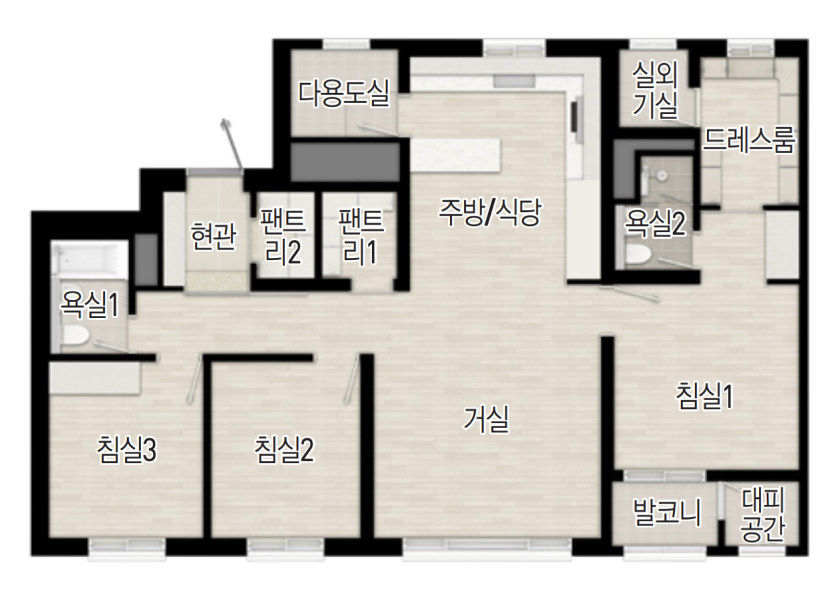 다용도실
실외
기실
드레스룸
현관
팬트
리2
팬트
리1
주방/식당
욕실2
욕실1
침실3
침실2
거실
침실1
발코니
대피
공간